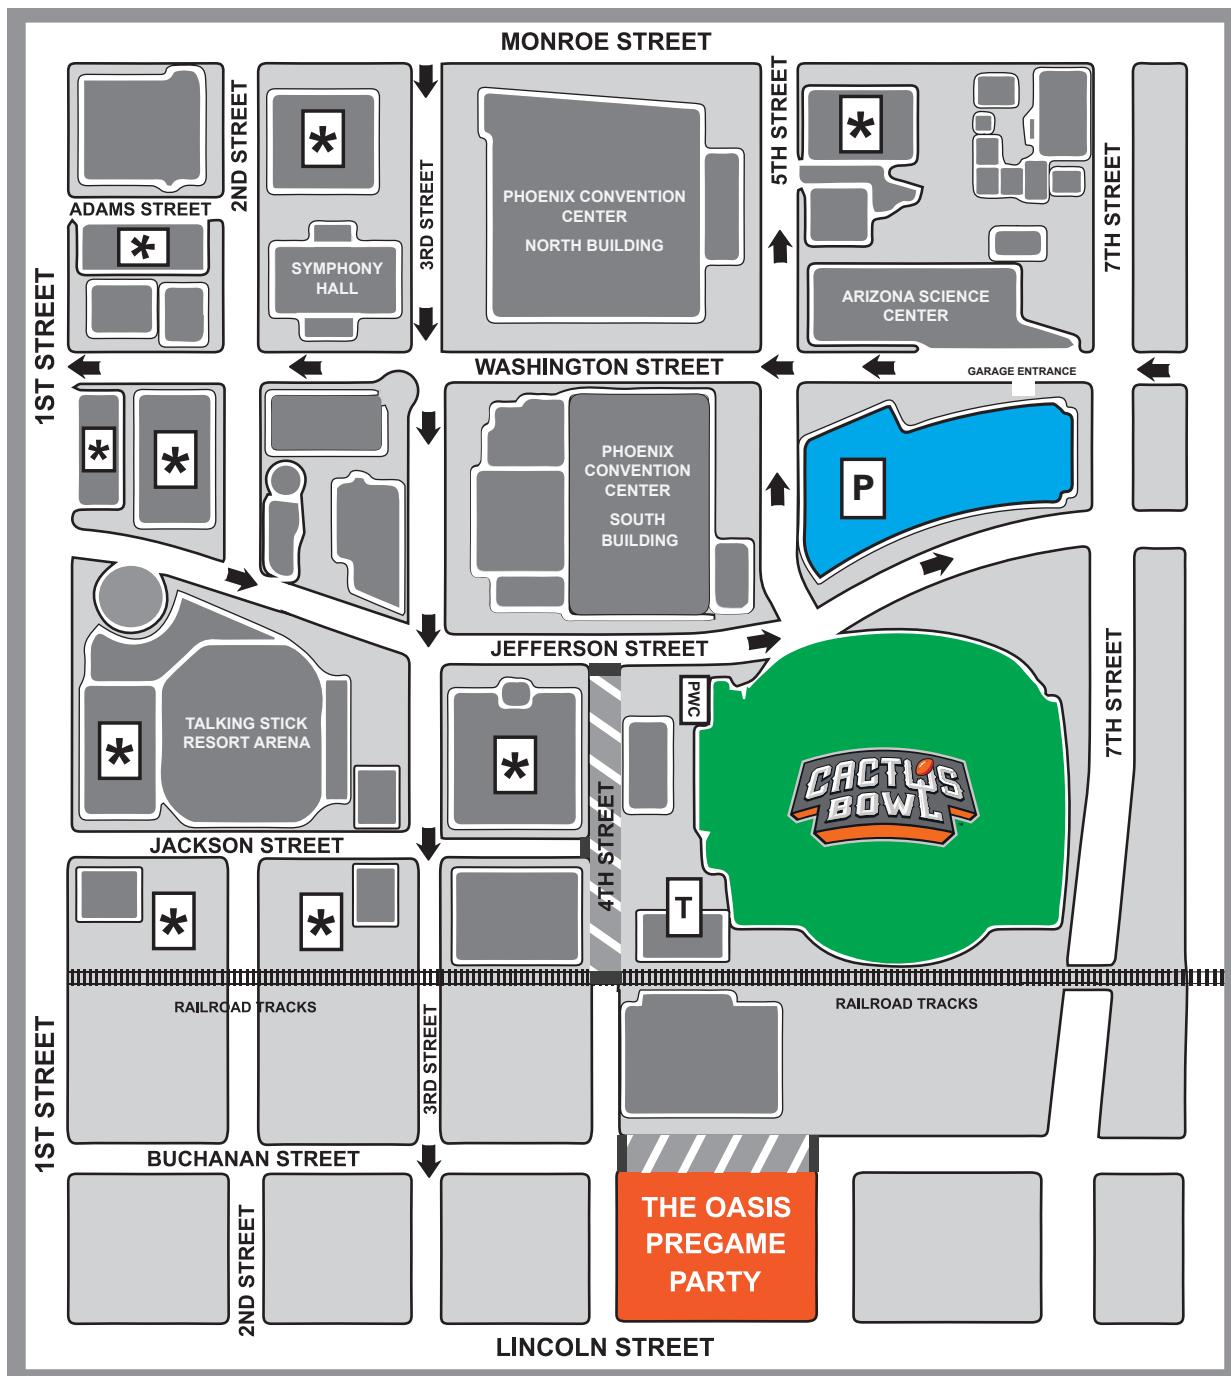 MONROE STREET
2ND STREET
*
3RD STREET
PHOENIX CONVENTION
CENTER
NORTH BUILDING
5TH STREET
*
7TH STREET
ADAMS STREET
*
SYMPHONY
HALL
ARIZONA SCIENCE
CENTER
1ST STREET
WASHINGTON STREET
GARAGE ENTRANCE
*
*
PHOENIX
CONVENTION
CENTER
SOUTH
BUILDING
P
JEFFERSON STREET
PWC
7TH STREET
TALKING STICK
RESORT ARENA
*
*
CACTUS
BOWL
4TH STREET
JACKSON STREET
*
*
T
RAILROAD TRACKS
RAILROAD TRACKS
1ST STREET
3RD STREET
BUCHANAN STREET
2ND STREET
THE OASIS
PREGAME
PARTY
LINCOLN STREET